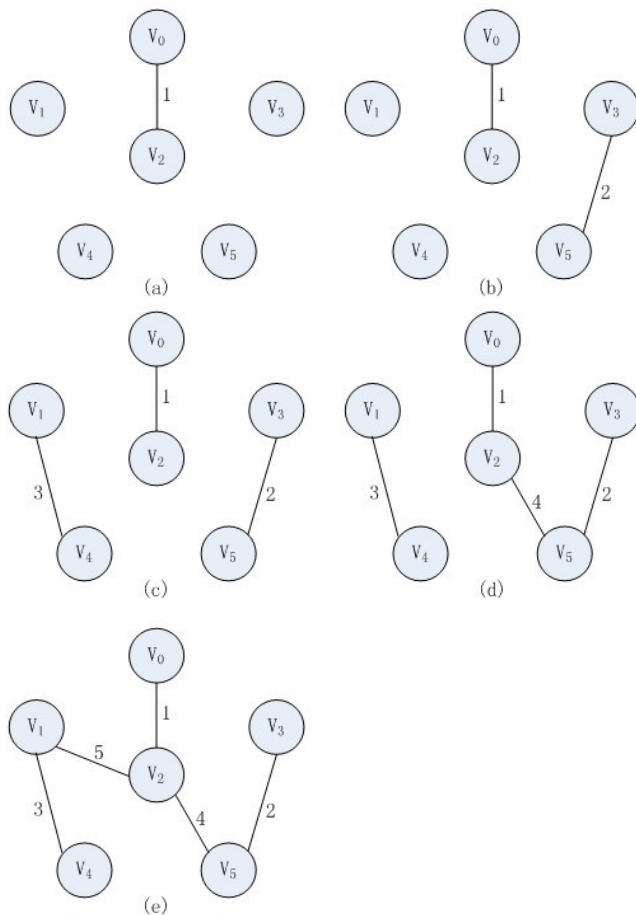 V₀
1
V₁
V₃
V₂
V₄
V₅
(a)
V₀
1
V₁
V₃
V₂
2
V₄
V₅
(b)
V₀
V₁
1
V₃
V₂
3
2
V₄
V₅
(c)
V₀
V₁
1
V₃
V₂
3
4
2
V₄
V₅
(d)
V₀
1
V₁
V₃
5
V₂
3
4
2
V₄
V₅
(e)